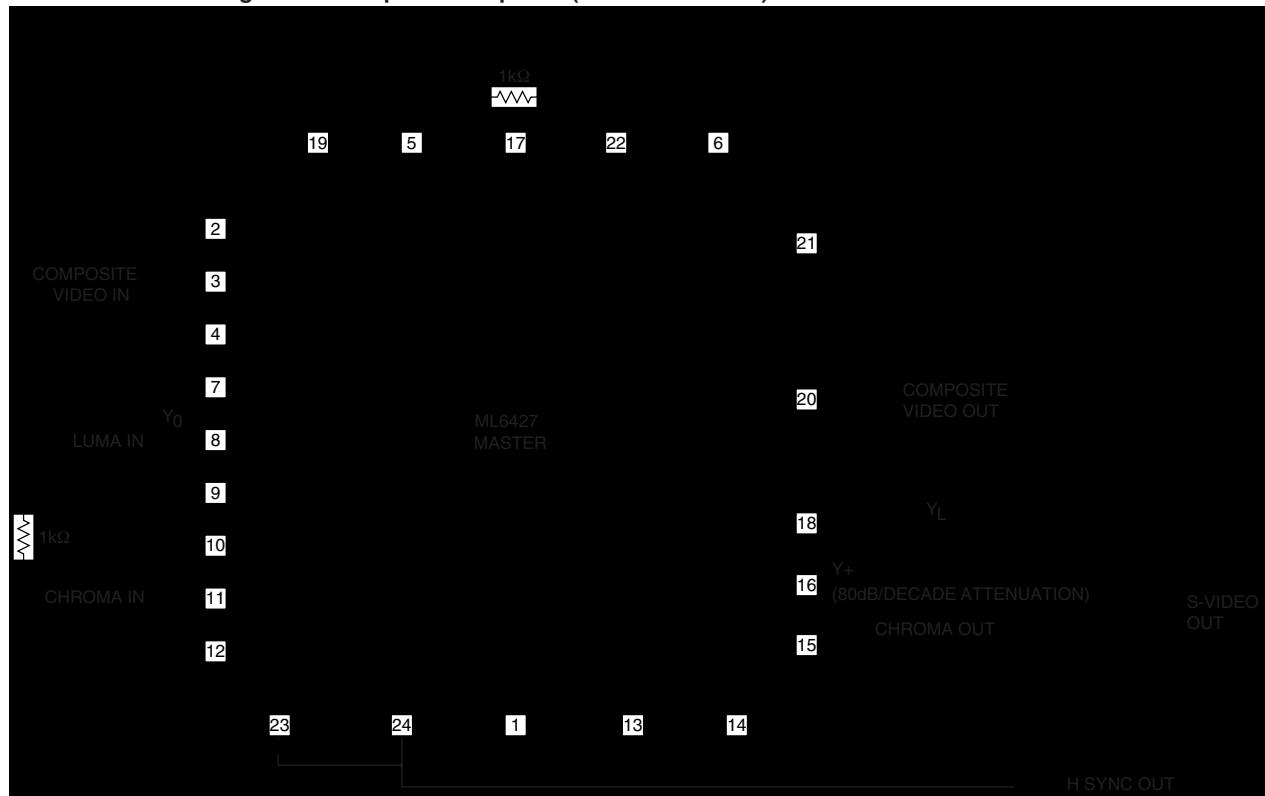 1kΩ
19 5 17 22 6
2
21
COMPOSITE
VIDEO IN
3
4
7
COMPOSITE
VIDEO OUT
20
Y0
LUMA IN
8
ML6427
MASTER
9
YL
18
1kΩ
10
Y+
16
(80dB/DECADE ATTENUATION)
CHROMA IN
11
S-VIDEO
OUT
CHROMA OUT
15
12
23 24 1 13 14
H SYNC OUT